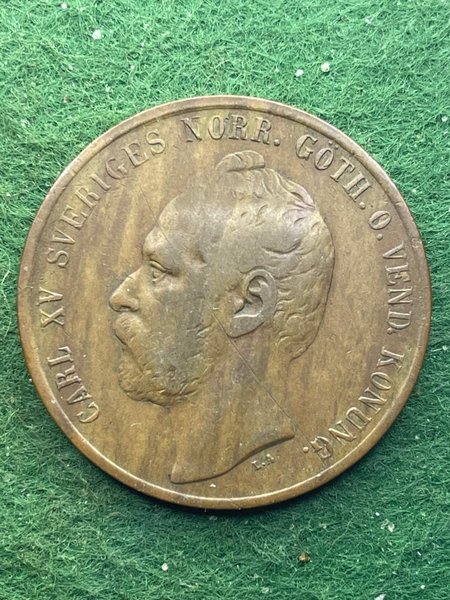 CARL XV SVERIGES NORR. GÖTH. O. VEND. KONUNG.
L.A.